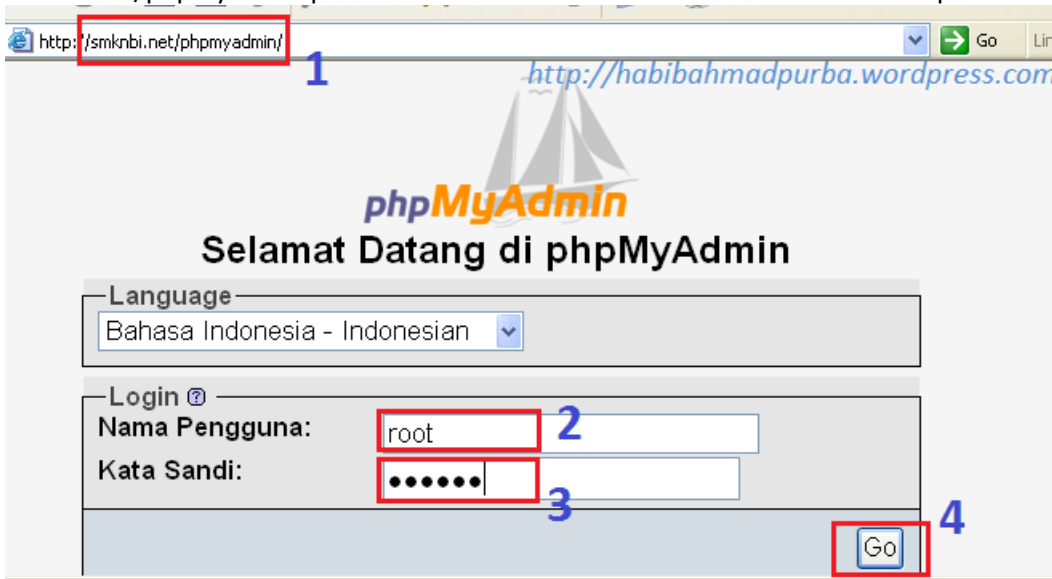 http://smknbi.net/phpmyadmin/ Go
1
http://habibahmadpurba.wordpress.com
phpMyAdmin
Selamat Datang di phpMyAdmin
Language
Bahasa Indonesia - Indonesian
Login
Nama Pengguna: root 2
Kata Sandi: ●●●●●●
3
Go 4